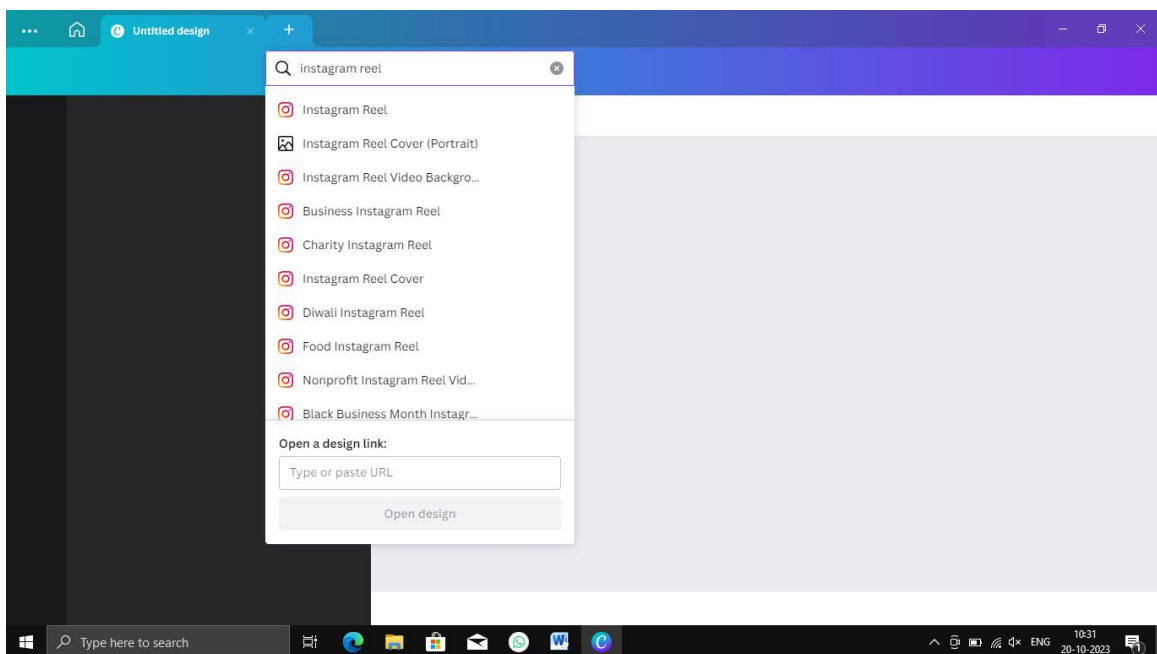 Untitled design
instagram reel
Instagram Reel
Instagram Reel Cover (Portrait)
Instagram Reel Video Backgro...
Business Instagram Reel
Charity Instagram Reel
Instagram Reel Cover
Diwali Instagram Reel
Food Instagram Reel
Nonprofit Instagram Reel Vid...
Black Business Month Instagr...
Open a design link:
Type or paste URL
Open design
Type here to search
ENG
10:31
20-10-2023